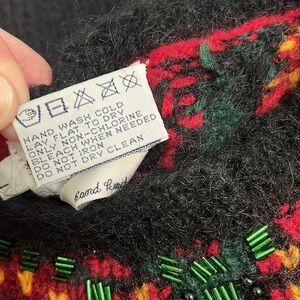 HAND WASH COLD
LAY FLAT TO DRY
ONLY NON-CHLORINE
BLEACH WHEN NEEDED
DO NOT IRON
DO NOT DRY CLEAN